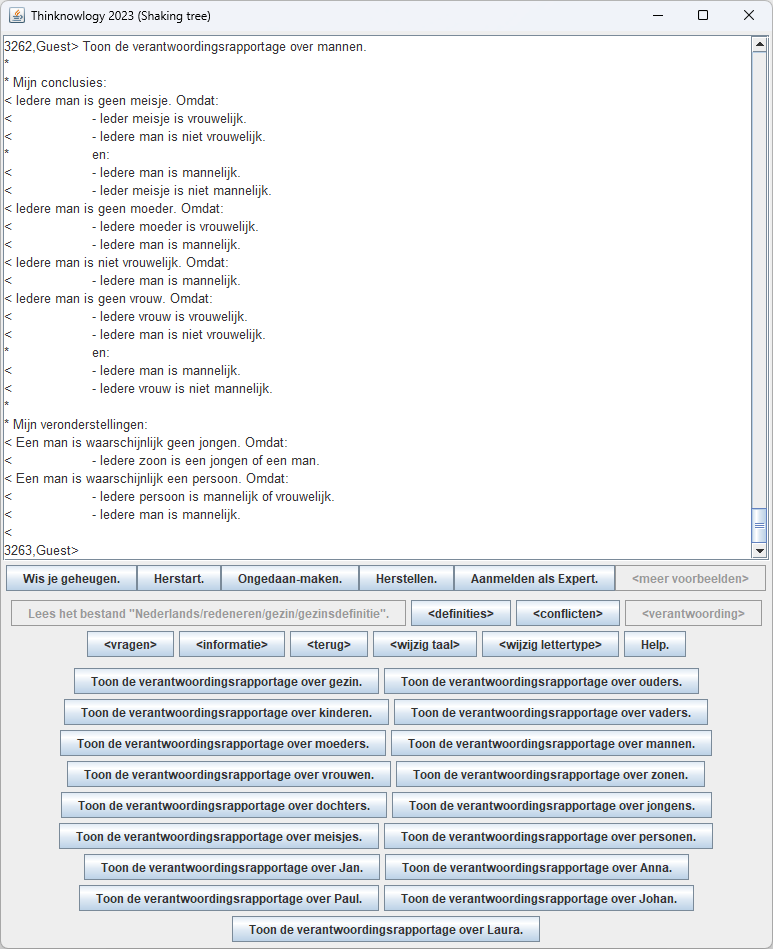 Thinknowlogy 2023 (Shaking tree)
3262,Guest> Toon de verantwoordingsrapportage over mannen.
*
* Mijn conclusies:
< Iedere man is geen meisje. Omdat:
< - Ieder meisje is vrouwelijk.
< - Iedere man is niet vrouwelijk.
* en:
< - Iedere man is mannelijk.
< - Ieder meisje is niet mannelijk.
< Iedere man is geen moeder. Omdat:
< - Iedere moeder is vrouwelijk.
< - Iedere man is mannelijk.
< Iedere man is niet vrouwelijk. Omdat:
< - Iedere man is mannelijk.
< Iedere man is geen vrouw. Omdat:
< - Iedere vrouw is vrouwelijk.
< - Iedere man is niet vrouwelijk.
* en:
< - Iedere man is mannelijk.
< - Iedere vrouw is niet mannelijk.
*
* Mijn veronderstellingen:
< Een man is waarschijnlijk geen jongen. Omdat:
< - Iedere zoon is een jongen of een man.
< Een man is waarschijnlijk een persoon. Omdat:
< - Iedere persoon is mannelijk of vrouwelijk.
< - Iedere man is mannelijk.
<
3263,Guest>
Wis je geheugen. Herstart. Ongedaan-maken. Herstellen. Aanmelden als Expert. <meer voorbeelden>
Lees het bestand "Nederlands/redeneren/gezin/gezinsdefinitie". <definities> <conflicten> <verantwoording>
<vragen> <informatie> <terug> <wijzig taal> <wijzig lettertype> Help.
Toon de verantwoordingsrapportage over gezin. Toon de verantwoordingsrapportage over ouders.
Toon de verantwoordingsrapportage over kinderen. Toon de verantwoordingsrapportage over vaders.
Toon de verantwoordingsrapportage over moeders. Toon de verantwoordingsrapportage over mannen.
Toon de verantwoordingsrapportage over vrouwen. Toon de verantwoordingsrapportage over zonen.
Toon de verantwoordingsrapportage over dochters. Toon de verantwoordingsrapportage over jongens.
Toon de verantwoordingsrapportage over meisjes. Toon de verantwoordingsrapportage over personen.
Toon de verantwoordingsrapportage over Jan. Toon de verantwoordingsrapportage over Anna.
Toon de verantwoordingsrapportage over Paul. Toon de verantwoordingsrapportage over Johan.
Toon de verantwoordingsrapportage over Laura.